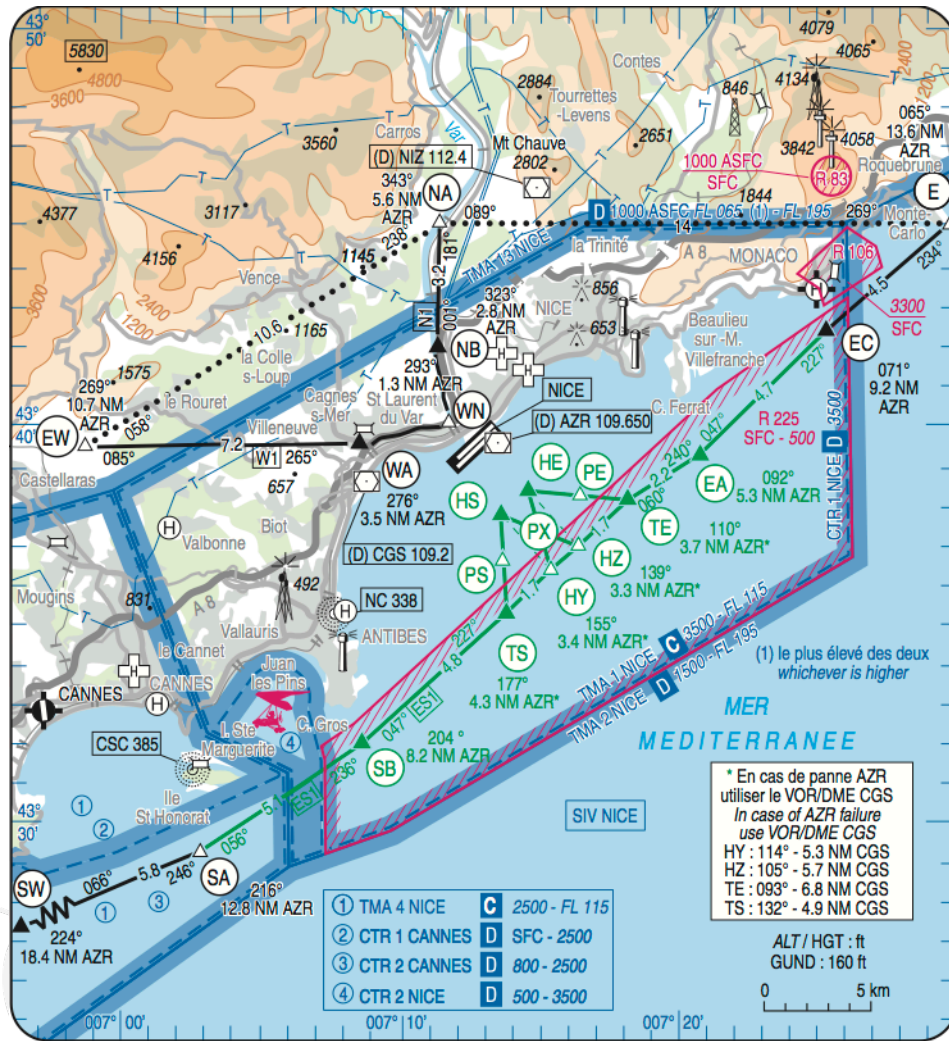 43°
50'
5830
4800
3600
3600
Carros
Var
Contes
4079
4065
2400
1200
4134
846
2884
Tourrettes
-Levens
2651
3560
Mt Chauve
2802
(D) NIZ 112.4
343°
5.6 NM
AZR
NA
3842
4058
065°
13.6 NM
AZR
Roquebrune
R 83
1000 ASFC
SFC
1844
E
4377
3117
4156
2400
1200
3600
Vence
1145
238°
089°
D 1000 ASFC FL 065 (1) - FL 195
14
269°
Monte-
Carlo
234°
181°
3.2
001°
N1
TMA 13 NICE
la Trinité
A 8
MONACO
R 106
H
4.5
3300
SFC
323°
2.8 NM
AZR
NICE
856
653
NB
H
H
Beaulieu
-sur- M.
Villefranche
EC
071°
9.2 NM
AZR
10.6
1165
la Colle
s-Loup
1575
269°
10.7 NM
AZR
le Rouret
Cagnes
s-Mer
293°
1.3 NM AZR
St Laurent
du Var
WN
NICE
(D) AZR 109.650
C. Ferrat
227°
4.7
047°
R 225
SFC - 500
CTR 1 NICE D 3500
43°
40'
EW
058°
085°
7.2
Villeneuve
W1
265°
657
WA
276°
3.5 NM AZR
Castellaras
HS
HE
PE
240°
2.2
060°
EA
092°
5.3 NM AZR
TE
110°
3.7 NM AZR*
H
Valbonne
Biot
(D) CGS 109.2
PX
1.7
HZ
139°
3.3 NM AZR*
PS
HY
155°
3.4 NM AZR*
1.7
Mougins
831
A 8
492
NC 338
H
ANTIBES
Vallauris
le Cannet
227°
4.8
TS
177°
4.3 NM AZR*
TMA 1 NICE C 3500 - FL 115
TMA 2 NICE D 1500 - FL 195
(1) le plus élevé des deux
whichever is higher
H
CANNES
CANNES
H
Juan
les Pins
I. Ste
Marguerite
C. Gros
4
047°
ES1
204 °
8.2 NM AZR
SB
236°
MER
MEDITERRANEE
CSC 385
Ile
St Honorat
43°
30'
1
2
5.1
ES1
056°
SIV NICE
* En cas de panne AZR
utiliser le VOR/DME CGS
In case of AZR failure
use VOR/DME CGS
HY : 114° - 5.3 NM CGS
HZ : 105° - 5.7 NM CGS
TE : 093° - 6.8 NM CGS
TS : 132° - 4.9 NM CGS
SW
066°
5.8
246°
SA
1
3
216°
12.8 NM AZR
224°
18.4 NM AZR
1 TMA 4 NICE C 2500 - FL 115
2 CTR 1 CANNES D SFC - 2500
3 CTR 2 CANNES D 800 - 2500
4 CTR 2 NICE D 500 - 3500
ALT / HGT : ft
GUND : 160 ft
0 5 km
007° 00'
007° 10'
007° 20'